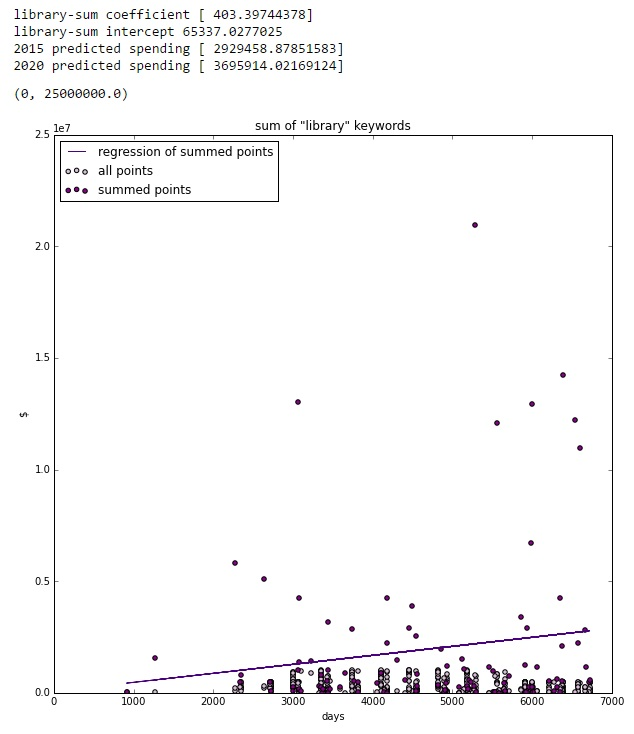 library-sum coefficient [ 403.39744378]
library-sum intercept 65337.0277025
2015 predicted spending [ 2929458.87851583]
2020 predicted spending [ 3695914.02169124]
(0, 25000000.0)
sum of "library" keywords
1e7
2.5
regression of summed points
all points
summed points
2.0
1.5
$
1.0
0.5
0.0
0 1000 2000 3000 4000 5000 6000 7000
days